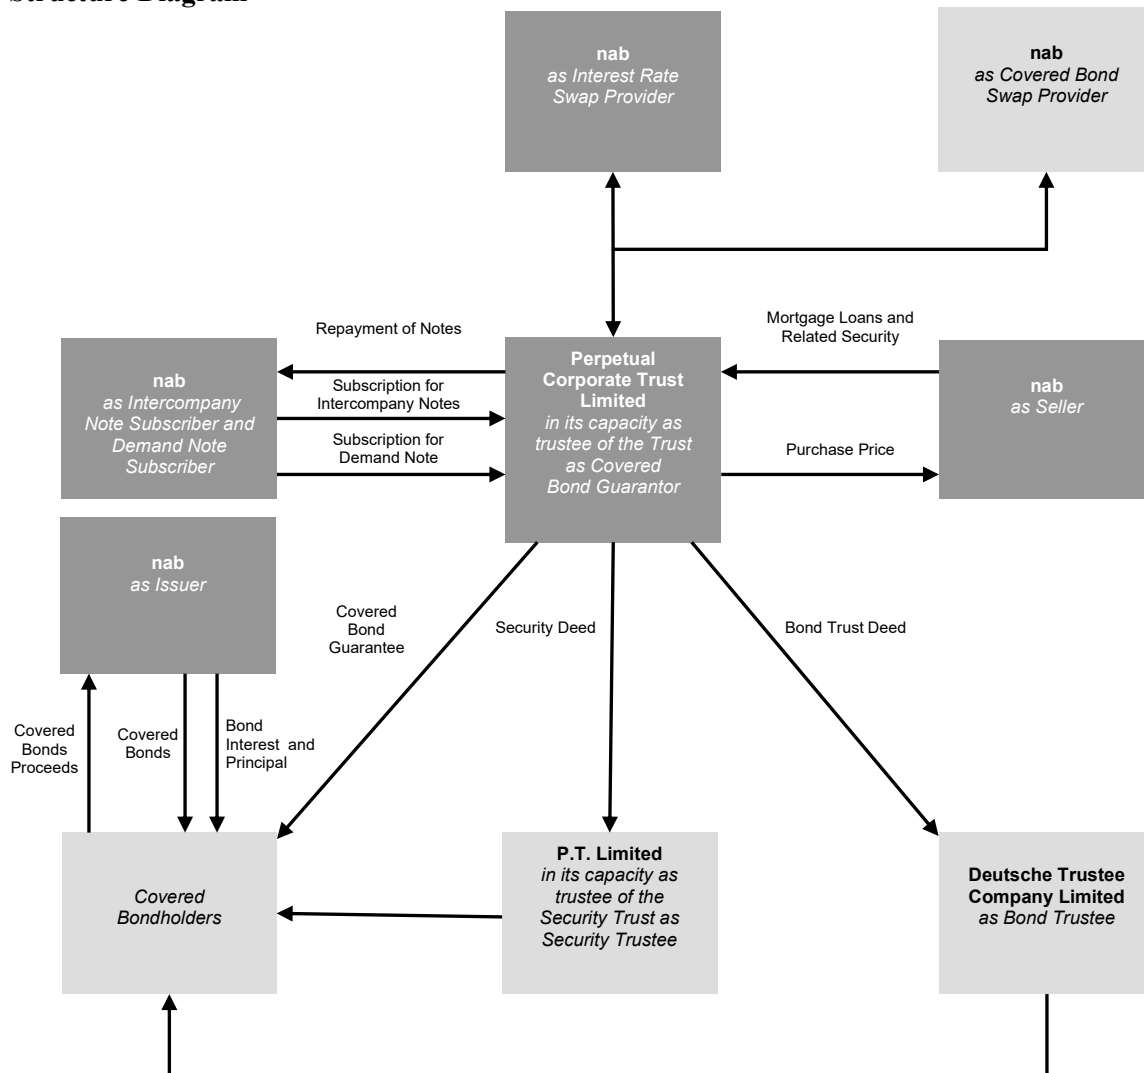 Structure Diagram
nab
as Interest Rate
Swap Provider
nab
as Covered Bond
Swap Provider
Repayment of Notes
Mortgage Loans and
Related Security
nab
as Intercompany
Note Subscriber and
Demand Note
Subscriber
Subscription for
Intercompany Notes
Subscription for
Demand Note
Perpetual
Corporate Trust
Limited
in its capacity as
trustee of the Trust
as Covered
Bond Guarantor
nab
as Seller
Purchase Price
nab
as Issuer
Covered
Bond
Guarantee
Security Deed
Bond Trust Deed
Covered
Bonds
Proceeds
Covered
Bonds
Bond
Interest and
Principal
Covered
Bondholders
P.T. Limited
in its capacity as
trustee of the
Security Trust as
Security Trustee
Deutsche Trustee
Company Limited
as Bond Trustee